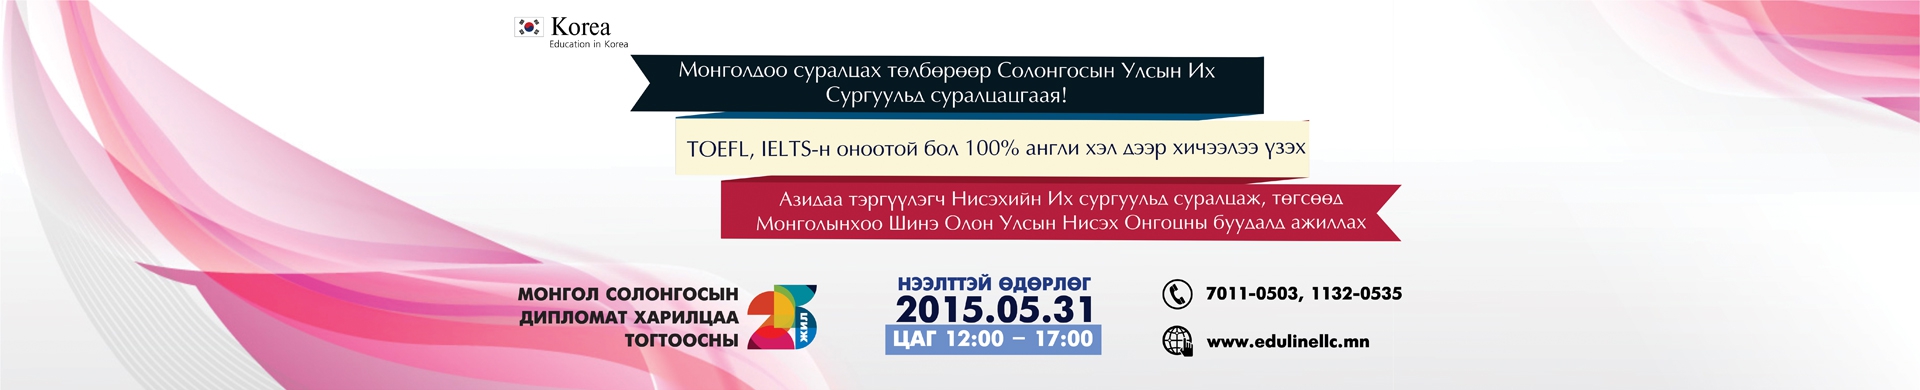 Korea
Education in Korea
Монголдоо суралцах төлбөрөөр Солонгосын Улсын Их
Сургуульд суралцацгаая!
TOEFL, IELTS-н оноотой бол 100% англи хэл дээр хичээлээ үзэх
Азидаа тэргүүлэгч Нисэхийн Их сургуульд суралцаж, төгсөөд
Монголынхоо Шинэ Олон Улсын Нисэх Онгоцны буудалд ажиллах
МОНГОЛ СОЛОНГОСЫН
ДИПЛОМАТ ХАРИЛЦАА
ТОГТООСНЫ
25
ЖИЛ
НЭЭЛТТЭЙ ӨДӨРЛӨГ
2015.05.31
ЦАГ 12:00 – 17:00
7011-0503, 1132-0535
www.edulinellc.mn